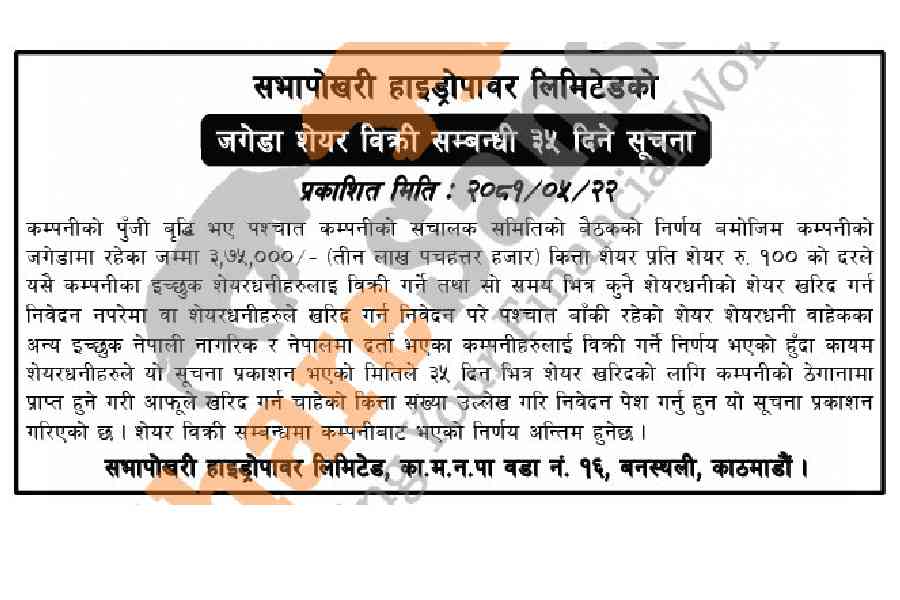 सभापोखरी हाइड्रोपावर लिमिटेडको
जगेडा शेयर विक्री सम्बन्धी ३५ दिने सूचना
प्रकाशित मिति : २०८१/०५/२२
कम्पनीको पुँजी बृद्धि भए पश्चात कम्पनीको संचालक समितिको बैठकको निर्णय बमोजिम कम्पनीको
जगेडामा रहेका जम्मा ३,७५,०००/- (तीन लाख पचहत्तर हजार) कित्ता शेयर प्रति शेयर रु. १०० को दरले
यसै कम्पनीका इच्छुक शेयरधनीहरुलाइ विक्री गर्ने तथा सो समय भित्र कुनै शेयरधनीको शेयर खरिद गर्न
निवेदन नपरेमा वा शेयरधनीहरुले खरिद गर्न निवेदन परे पश्चात बाँकी रहेको शेयर शेयरधनी वाहेकका
अन्य इच्छुक नेपाली नागरिक र नेपालमा दर्ता भएका कम्पनीहरुलाई विक्री गर्ने निर्णय भएको हुँदा कायम
शेयरधनीहरुले यो सूचना प्रकाशन भएको मितिले ३५ दिन भित्र शेयर खरिदको लागि कम्पनीको ठेगानामा
प्राप्त हुने गरी आफूले खरिद गर्न चाहेको कित्ता संख्या उल्लेख गरि निवेदन पेश गर्नु हुन यो सूचना प्रकाशन
गरिएको छ । शेयर विक्री सम्बन्धमा कम्पनीबाट भएको निर्णय अन्तिम हुनेछ ।
सभापोखरी हाइड्रोपावर लिमिटेड, का.म.न.पा वडा नं. १६, बनस्थली, काठमाडौं ।